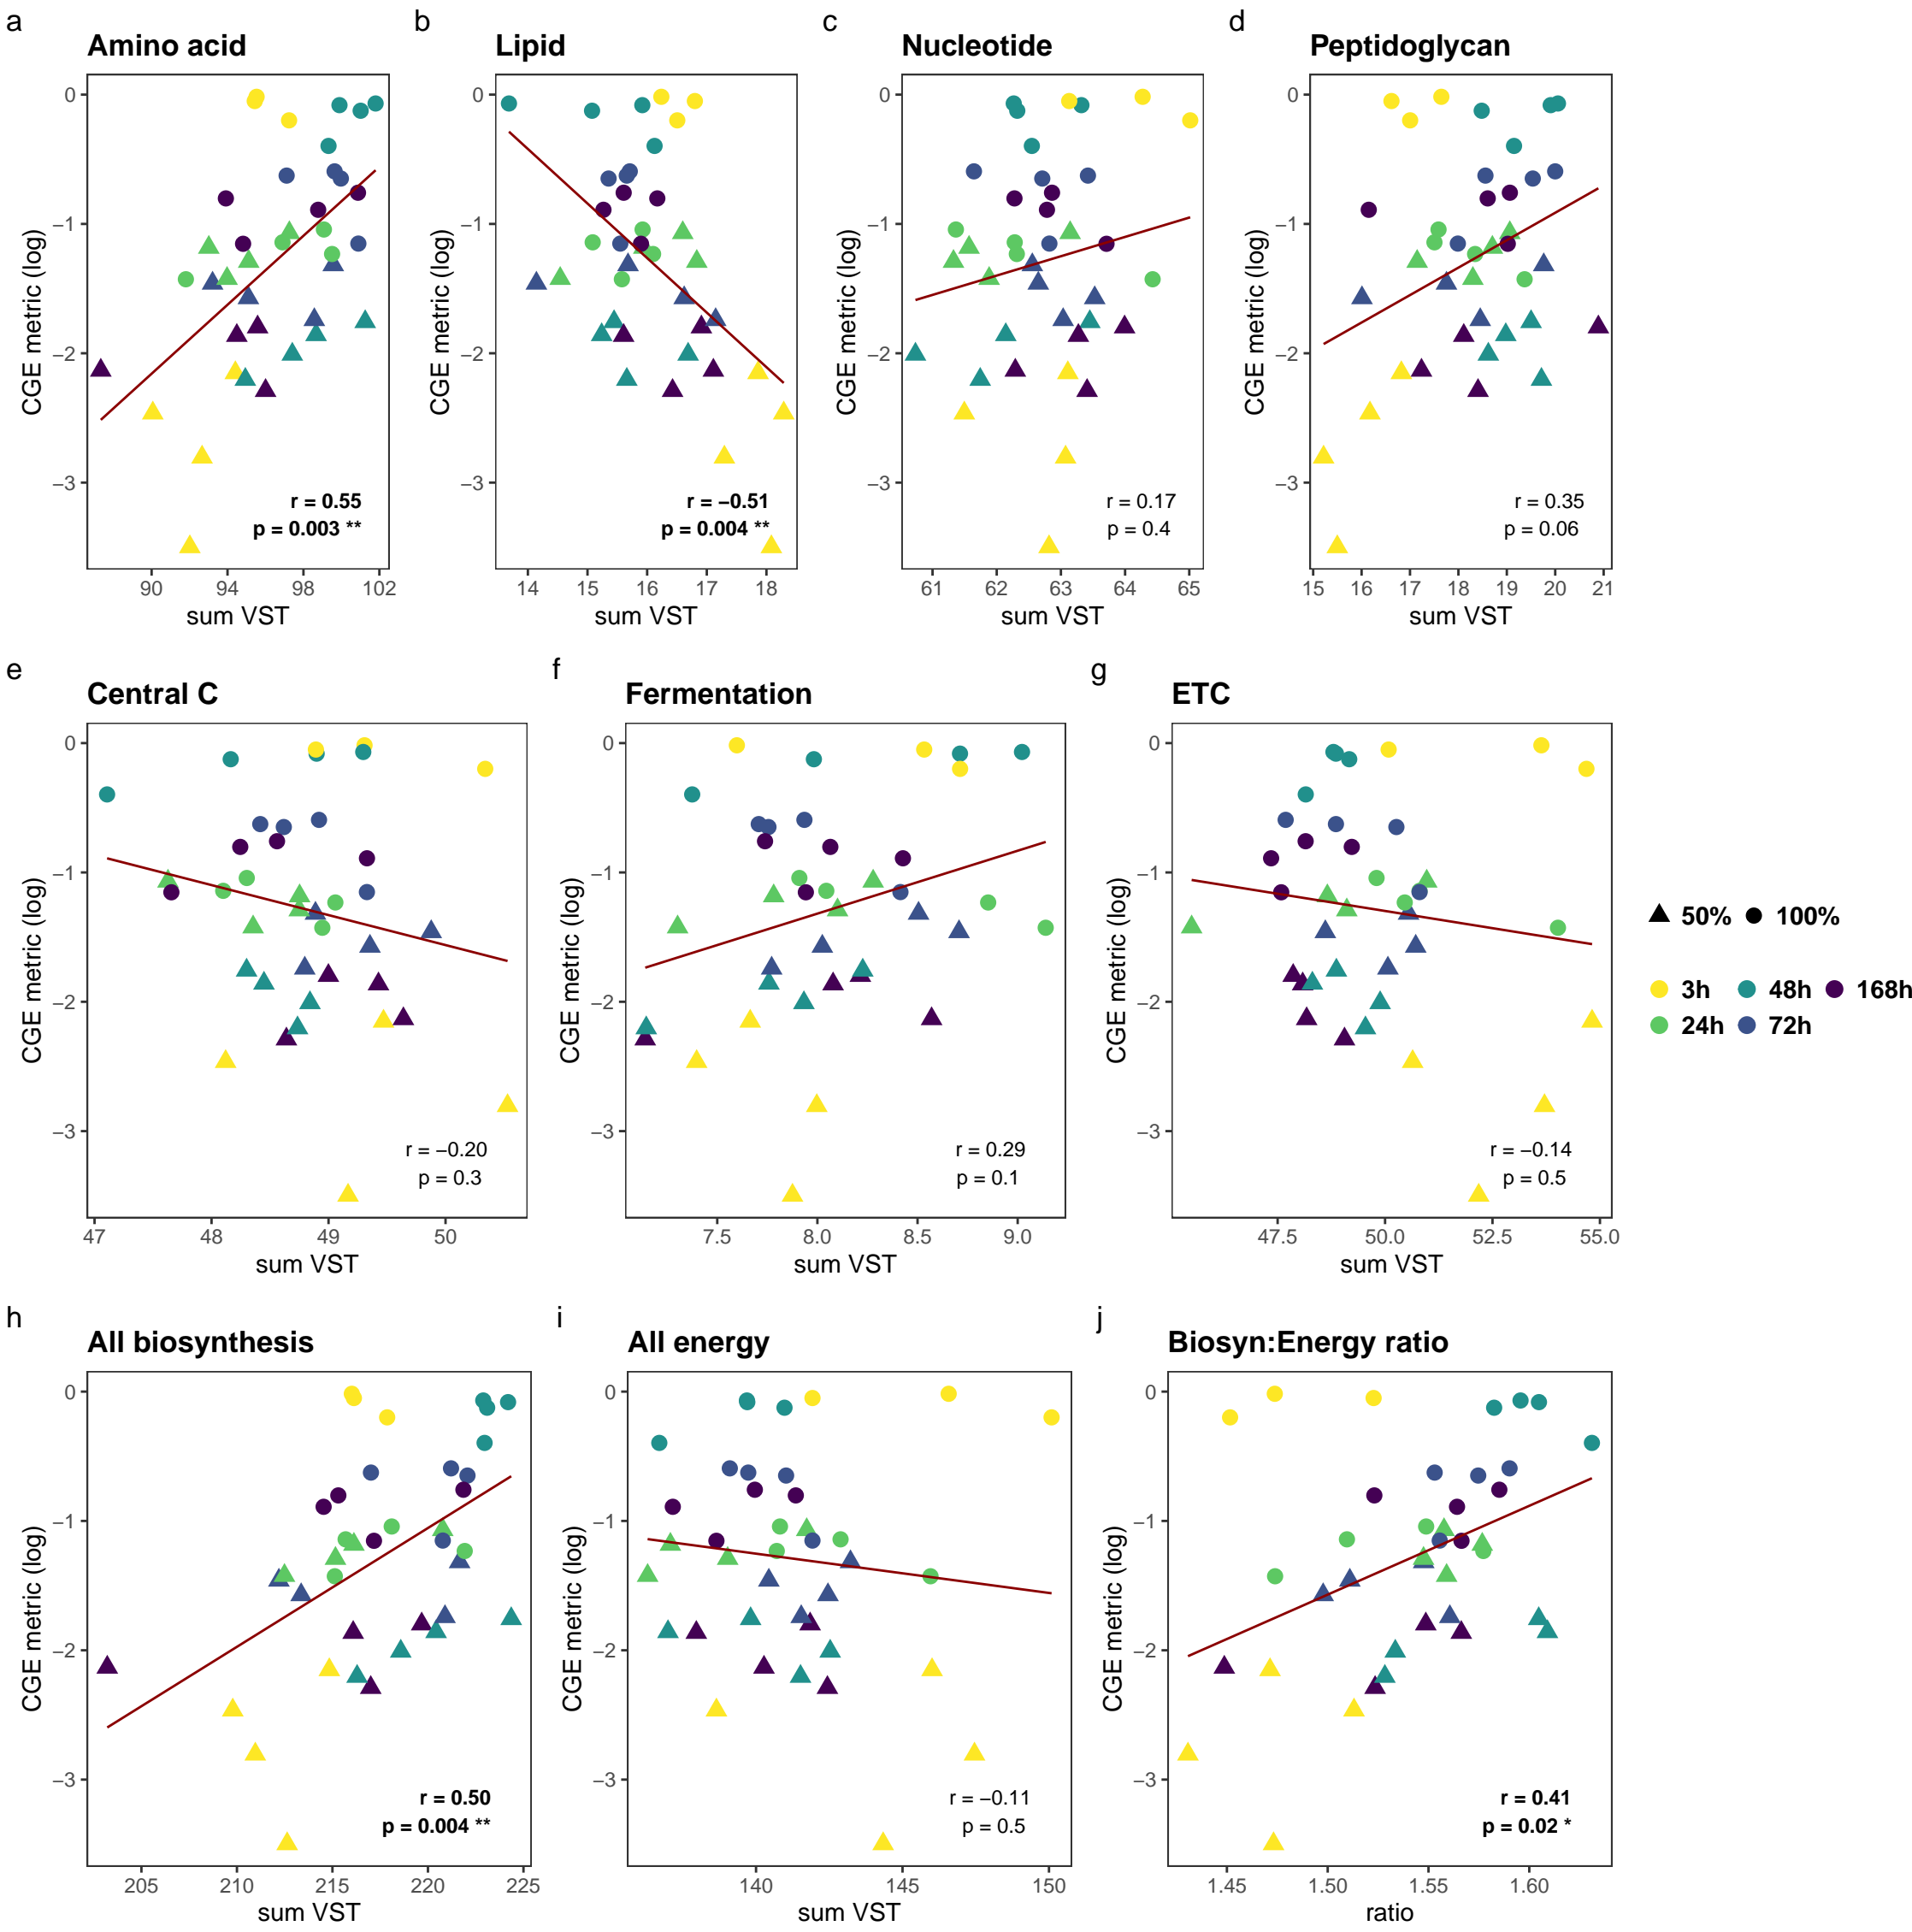 a
Amino acid
CGE metric (log)
0
−1
−2
−3
r = 0.55
p = 0.003 **
90
94
98
102
sum VST
b
Lipid
CGE metric (log)
0
−1
−2
−3
r = −0.51
p = 0.004 **
14
15
16
17
18
sum VST
c
Nucleotide
CGE metric (log)
0
−1
−2
−3
r = 0.17
p = 0.4
61
62
63
64
65
sum VST
d
Peptidoglycan
CGE metric (log)
0
−1
−2
−3
r = 0.35
p = 0.06
15
16
17
18
19
20
21
sum VST
e
Central C
CGE metric (log)
0
−1
−2
−3
r = −0.20
p = 0.3
47
48
49
50
sum VST
f
Fermentation
CGE metric (log)
0
−1
−2
−3
r = 0.29
p = 0.1
7.5
8.0
8.5
9.0
sum VST
g
ETC
CGE metric (log)
0
−1
−2
−3
r = −0.14
p = 0.5
47.5
50.0
52.5
55.0
sum VST
50% 100%
3h 48h 168h
24h 72h
h
All biosynthesis
CGE metric (log)
0
−1
−2
−3
r = 0.50
p = 0.004 **
205
210
215
220
225
sum VST
i
All energy
CGE metric (log)
0
−1
−2
−3
r = −0.11
p = 0.5
140
145
150
sum VST
j
Biosyn:Energy ratio
CGE metric (log)
0
−1
−2
−3
r = 0.41
p = 0.02 *
1.45
1.50
1.55
1.60
ratio